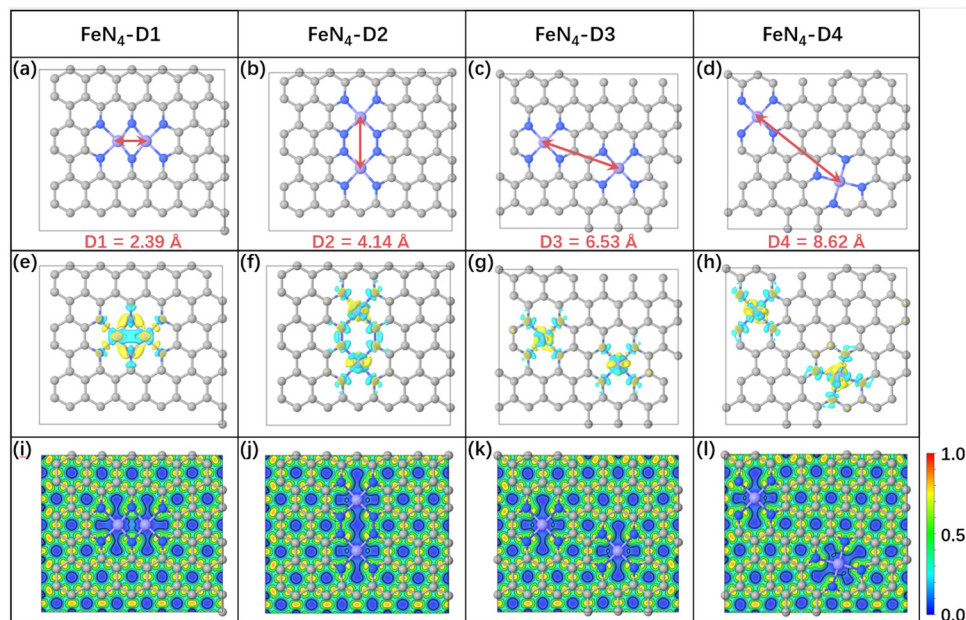 FeN₄-D1 FeN₄-D2 FeN₄-D3 FeN₄-D4
(a) (b) (c) (d)
D1 = 2.39 Å D2 = 4.14 Å D3 = 6.53 Å D4 = 8.62 Å
(e) (f) (g) (h)
(i) (j) (k) (l)
1.0
0.5
0.0